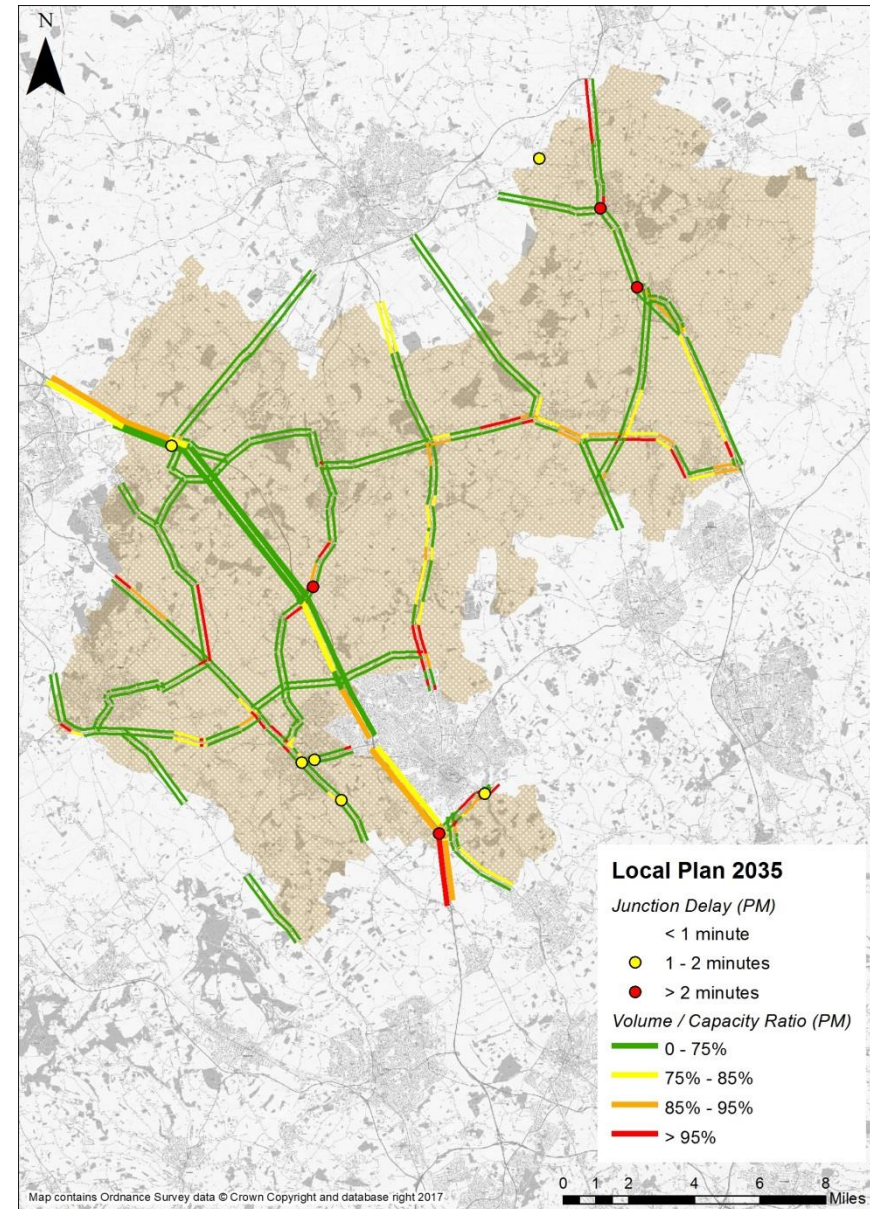 N
Local Plan 2035
Junction Delay (PM)
< 1 minute
1 - 2 minutes
> 2 minutes
Volume / Capacity Ratio (PM)
0 - 75%
75% - 85%
85% - 95%
> 95%
0 1 2 4 6 8
Miles
Map contains Ordnance Survey data © Crown Copyright and database right 2017